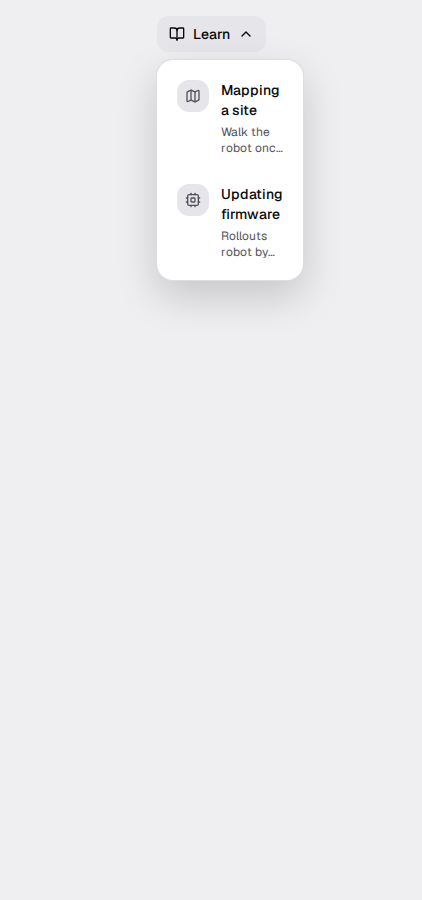 Learn
Mapping
a site
Walk the
robot onc…
Updating
firmware
Rollouts
robot by…